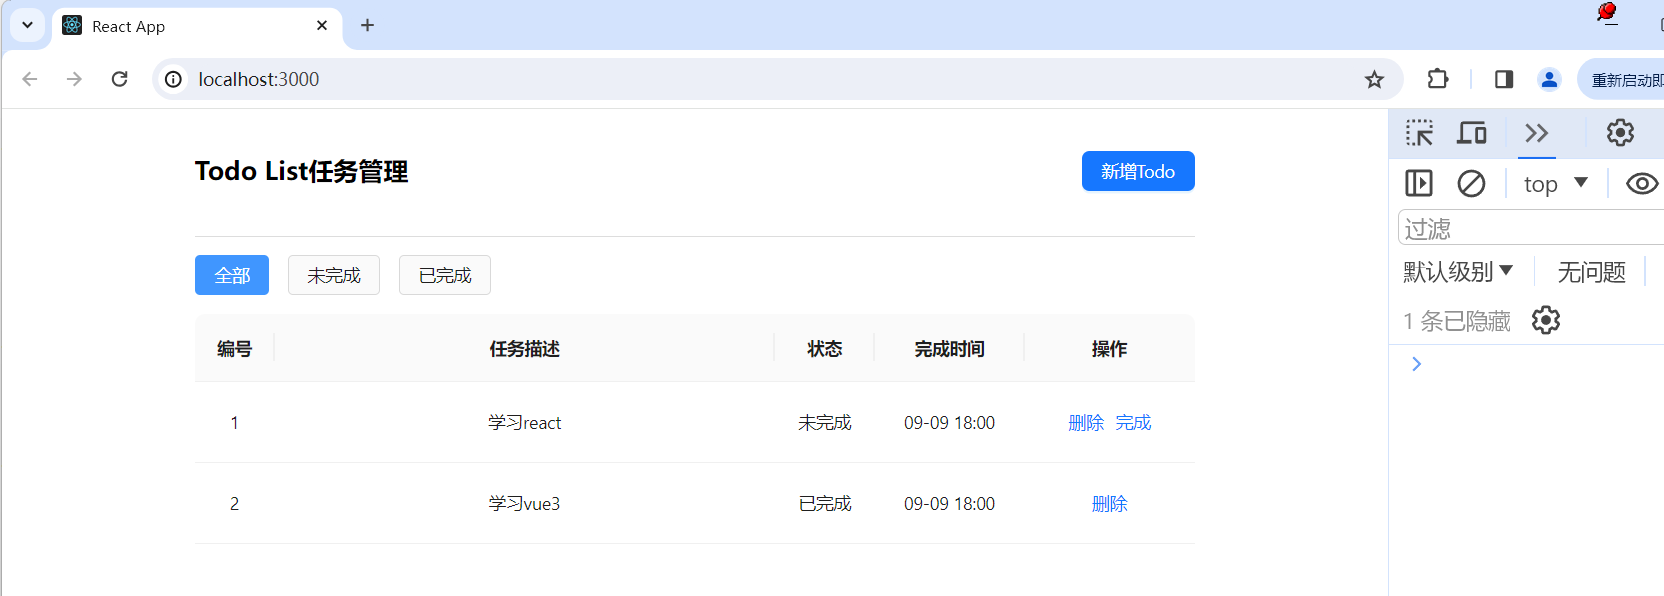 React App
localhost:3000
重新启动即
Todo List任务管理
新增Todo
全部 未完成 已完成
编号 任务描述 状态 完成时间 操作
1 学习react 未完成 09-09 18:00 删除 完成
2 学习vue3 已完成 09-09 18:00 删除
top
过滤
默认级别 无问题
1 条已隐藏